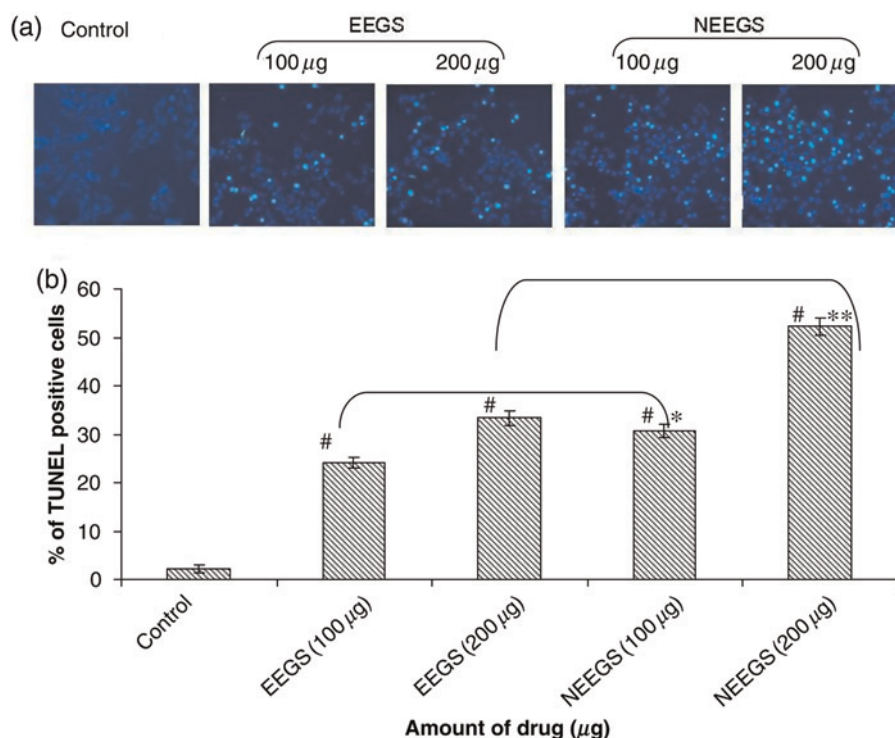 (a) Control EEGS NEEGS
100 μg 200 μg 100 μg 200 μg
(b)
% of TUNEL positive cells
60
50
40
30
20
10
0
# # # * # **
Control EEGS (100 μg) EEGS (200 μg) NEEGS (100 μg) NEEGS (200 μg)
Amount of drug (μg)